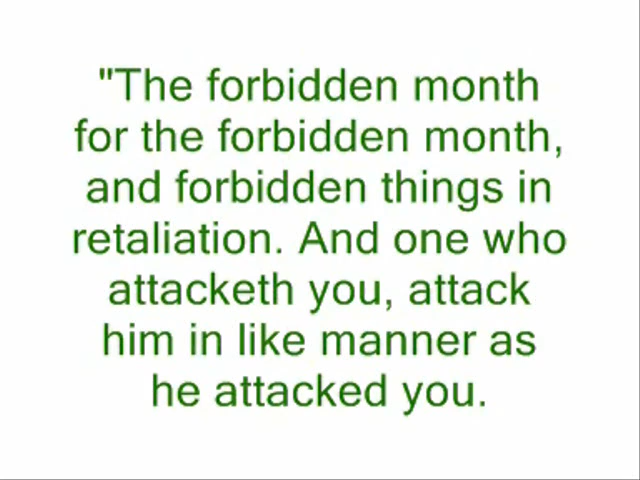 "The forbidden month
for the forbidden month,
and forbidden things in
retaliation. And one who
attacketh you, attack
him in like manner as
he attacked you.